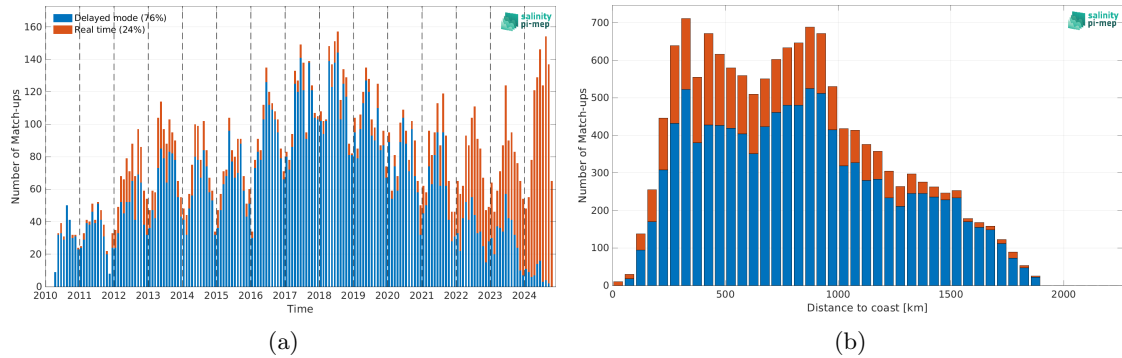 Delayed mode (76%)
Real time (24%)
salinity
pi-mep
160
140
120
100
80
60
40
20
0
Number of Match-ups
2010 2011 2012 2013 2014 2015 2016 2017 2018 2019 2020 2021 2022 2023 2024
Time
(a)
salinity
pi-mep
700
600
500
400
300
200
100
0
Number of Match-ups
0 500 1000 1500 2000
Distance to coast [km]
(b)